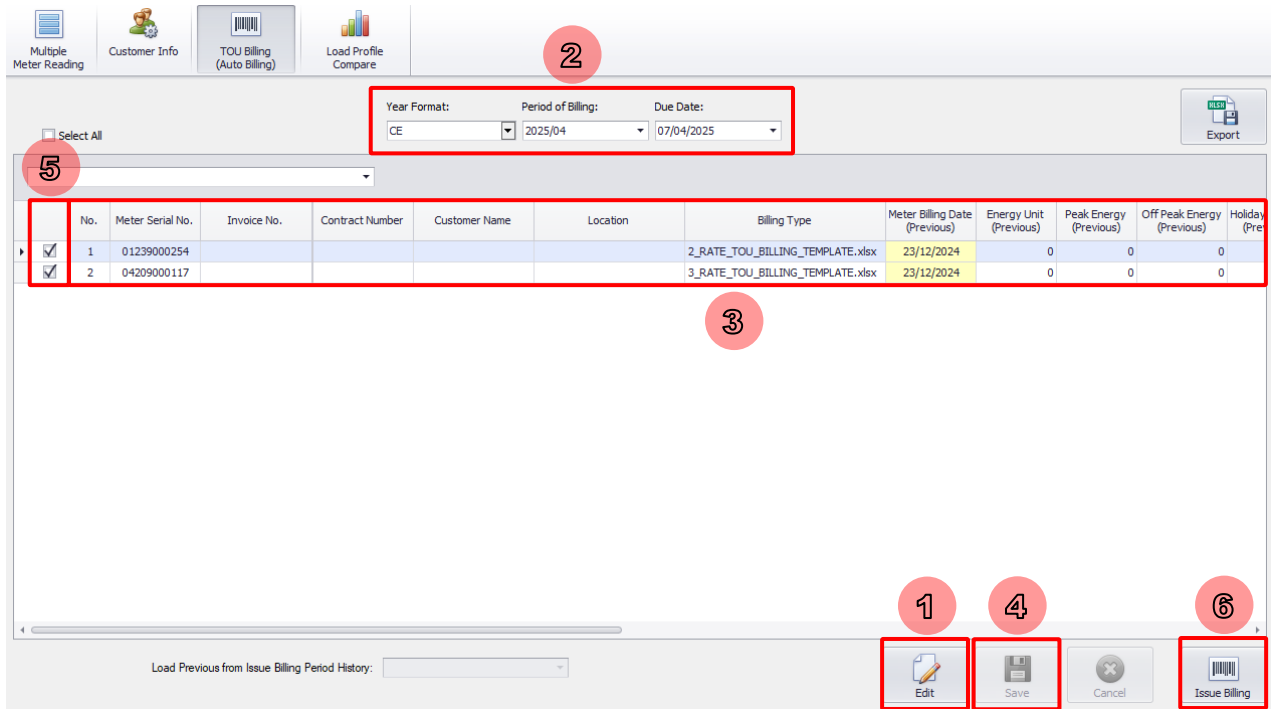 Multiple
Meter Reading
Customer Info
TOU Billing
(Auto Billing)
Load Profile
Compare
2
Year Format:
Period of Billing:
Due Date:
CE
2025/04
07/04/2025
XLSX
Export
Select All
5
No.
Meter Serial No.
Invoice No.
Contract Number
Customer Name
Location
Billing Type
Meter Billing Date
(Previous)
Energy Unit
(Previous)
Peak Energy
(Previous)
Off Peak Energy
(Previous)
Holiday
(Pre
1 01239000254 2_RATE_TOU_BILLING_TEMPLATE.xlsx 23/12/2024 0 0 0
2 04209000117 3_RATE_TOU_BILLING_TEMPLATE.xlsx 23/12/2024 0 0 0
3
1
4
6
Load Previous from Issue Billing Period History:
Edit
Save
Cancel
Issue Billing